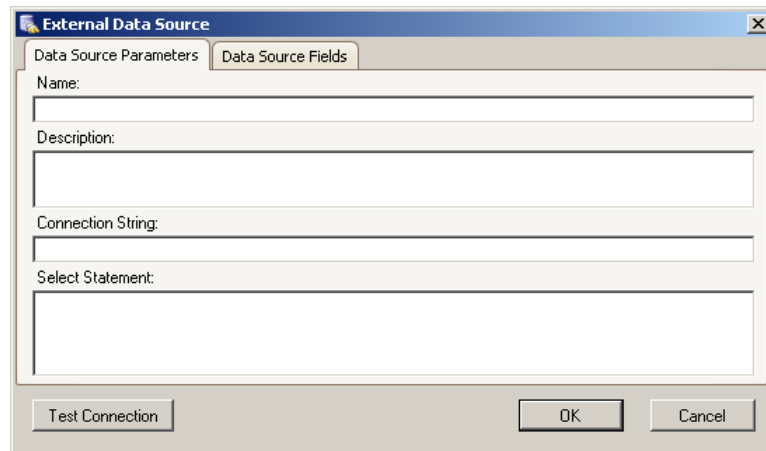 External Data Source
Data Source Parameters Data Source Fields
Name:
Description:
Connection String:
Select Statement:
Test Connection OK Cancel